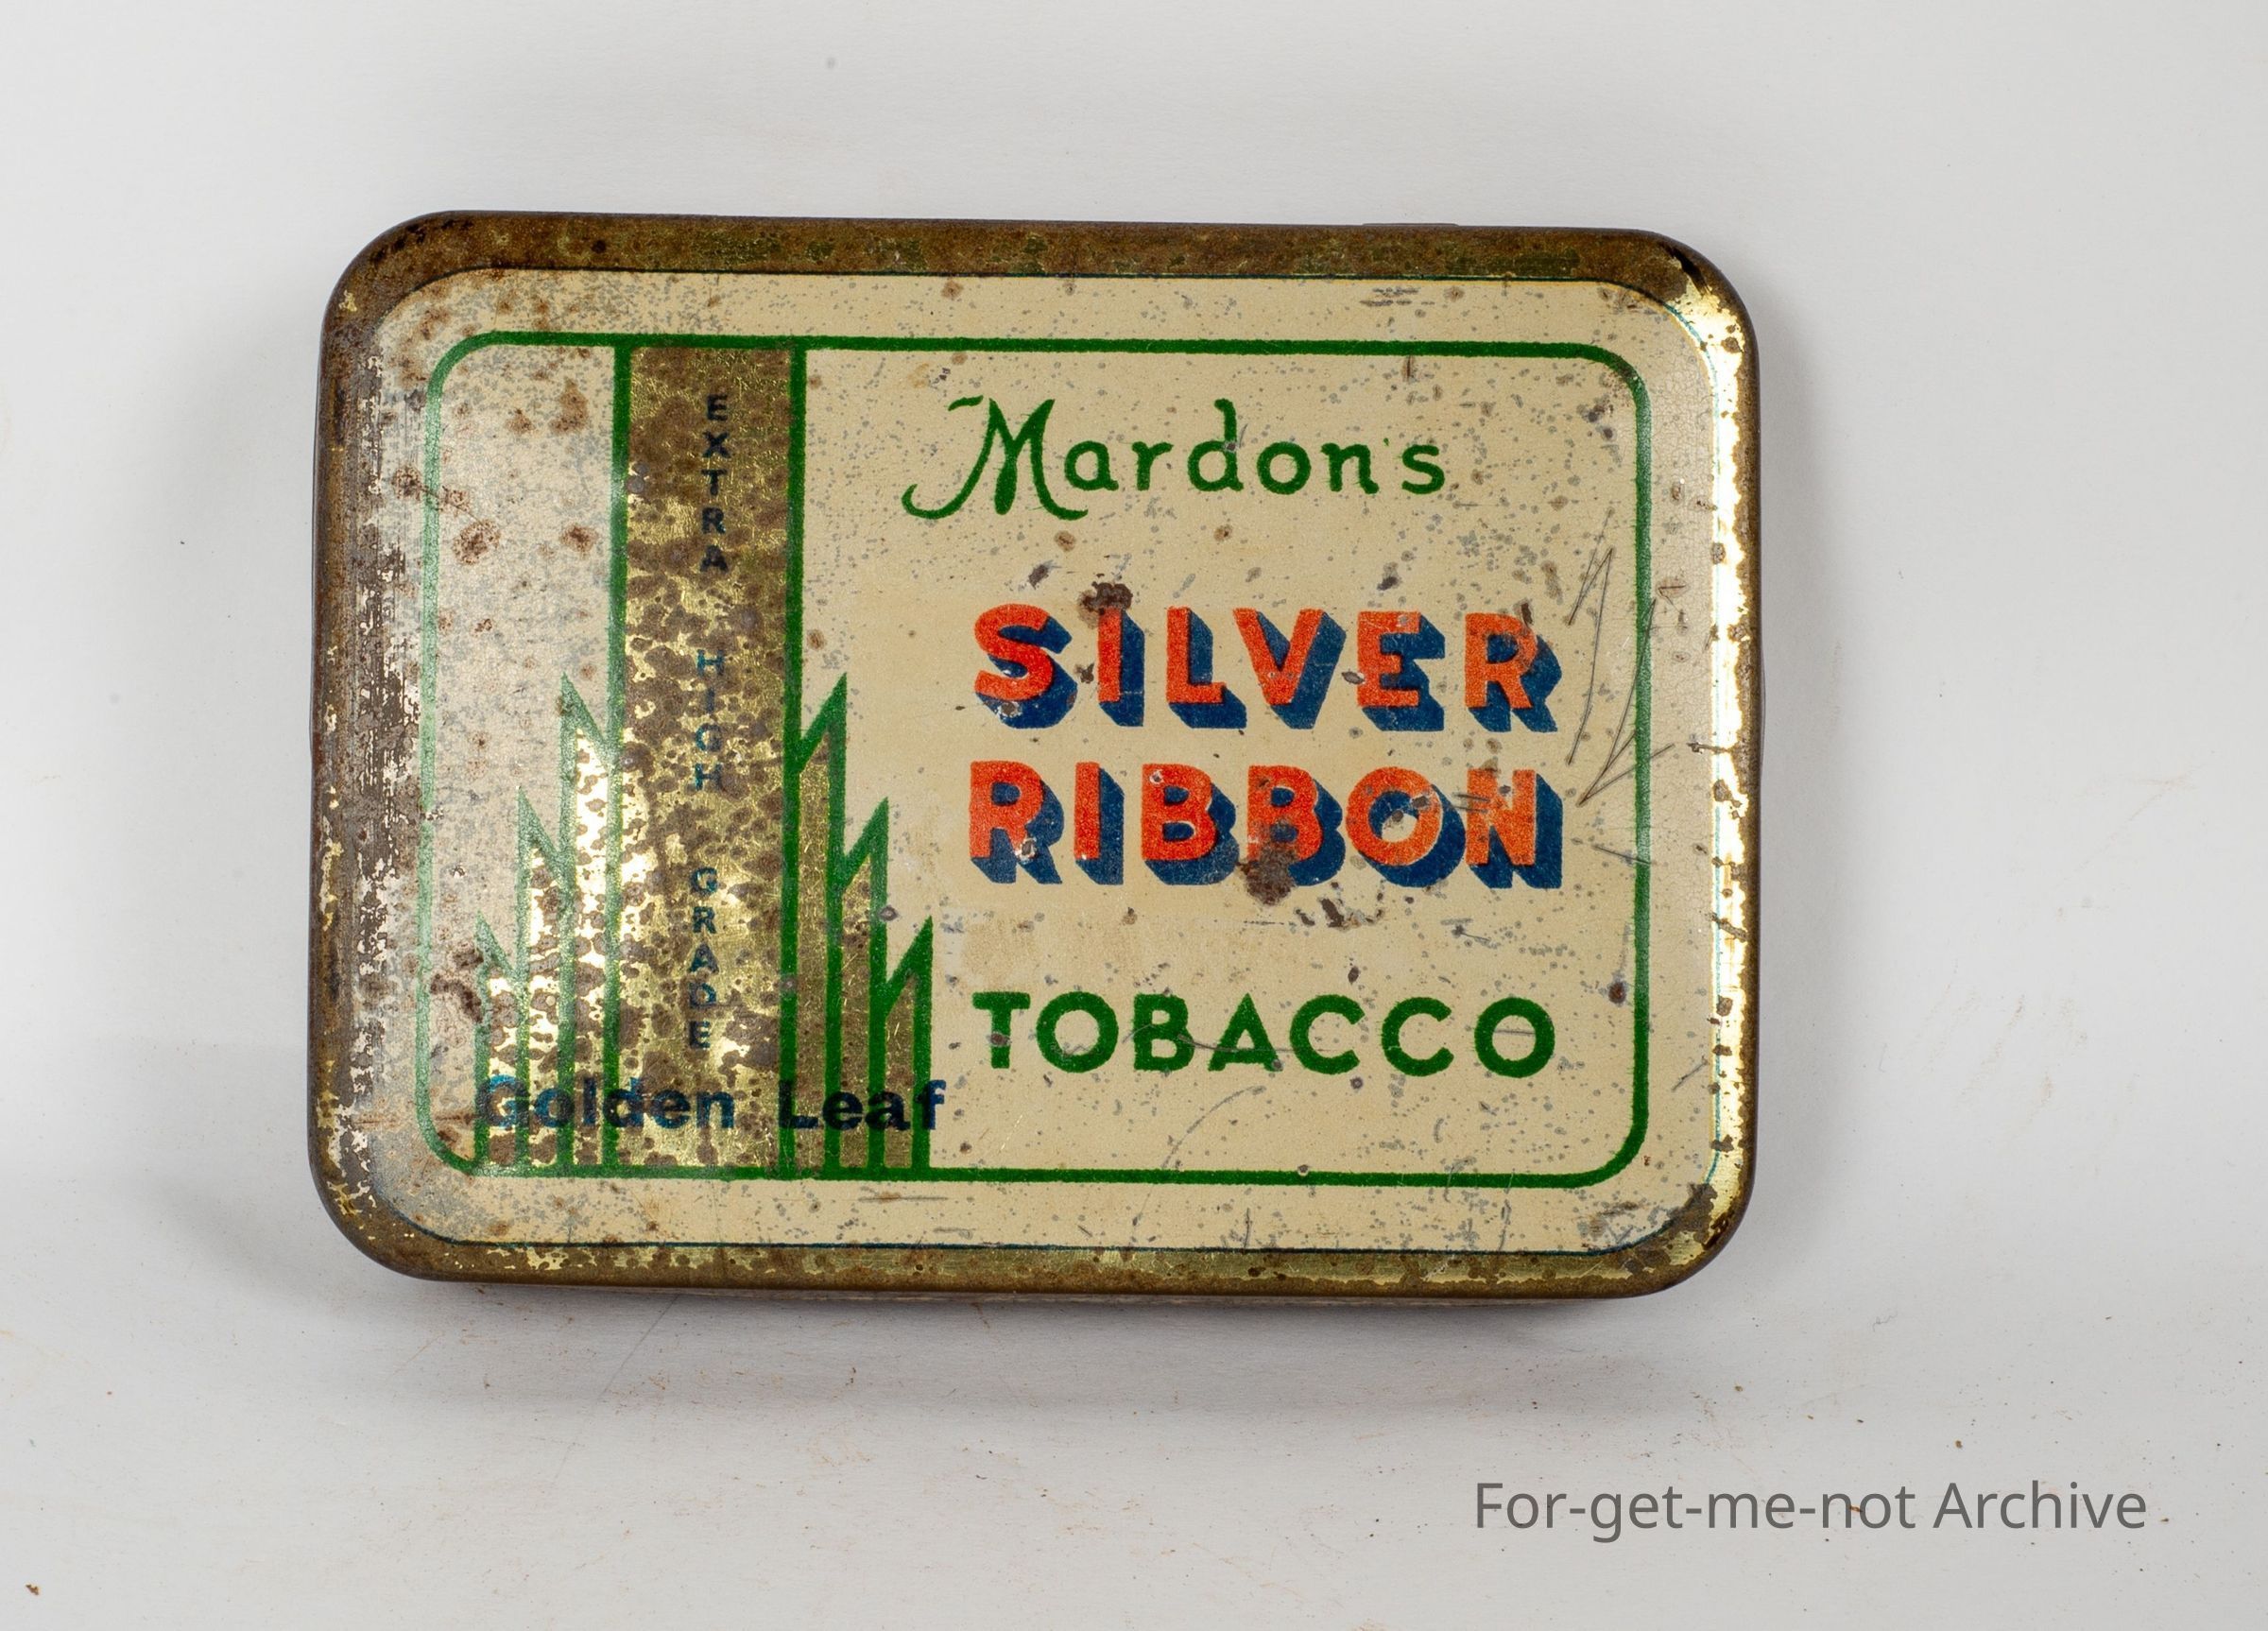 EXTRA HIGH GRADE
Mardon's
SILVER
RIBBON
TOBACCO
Golden Leaf
For-get-me-not Archive